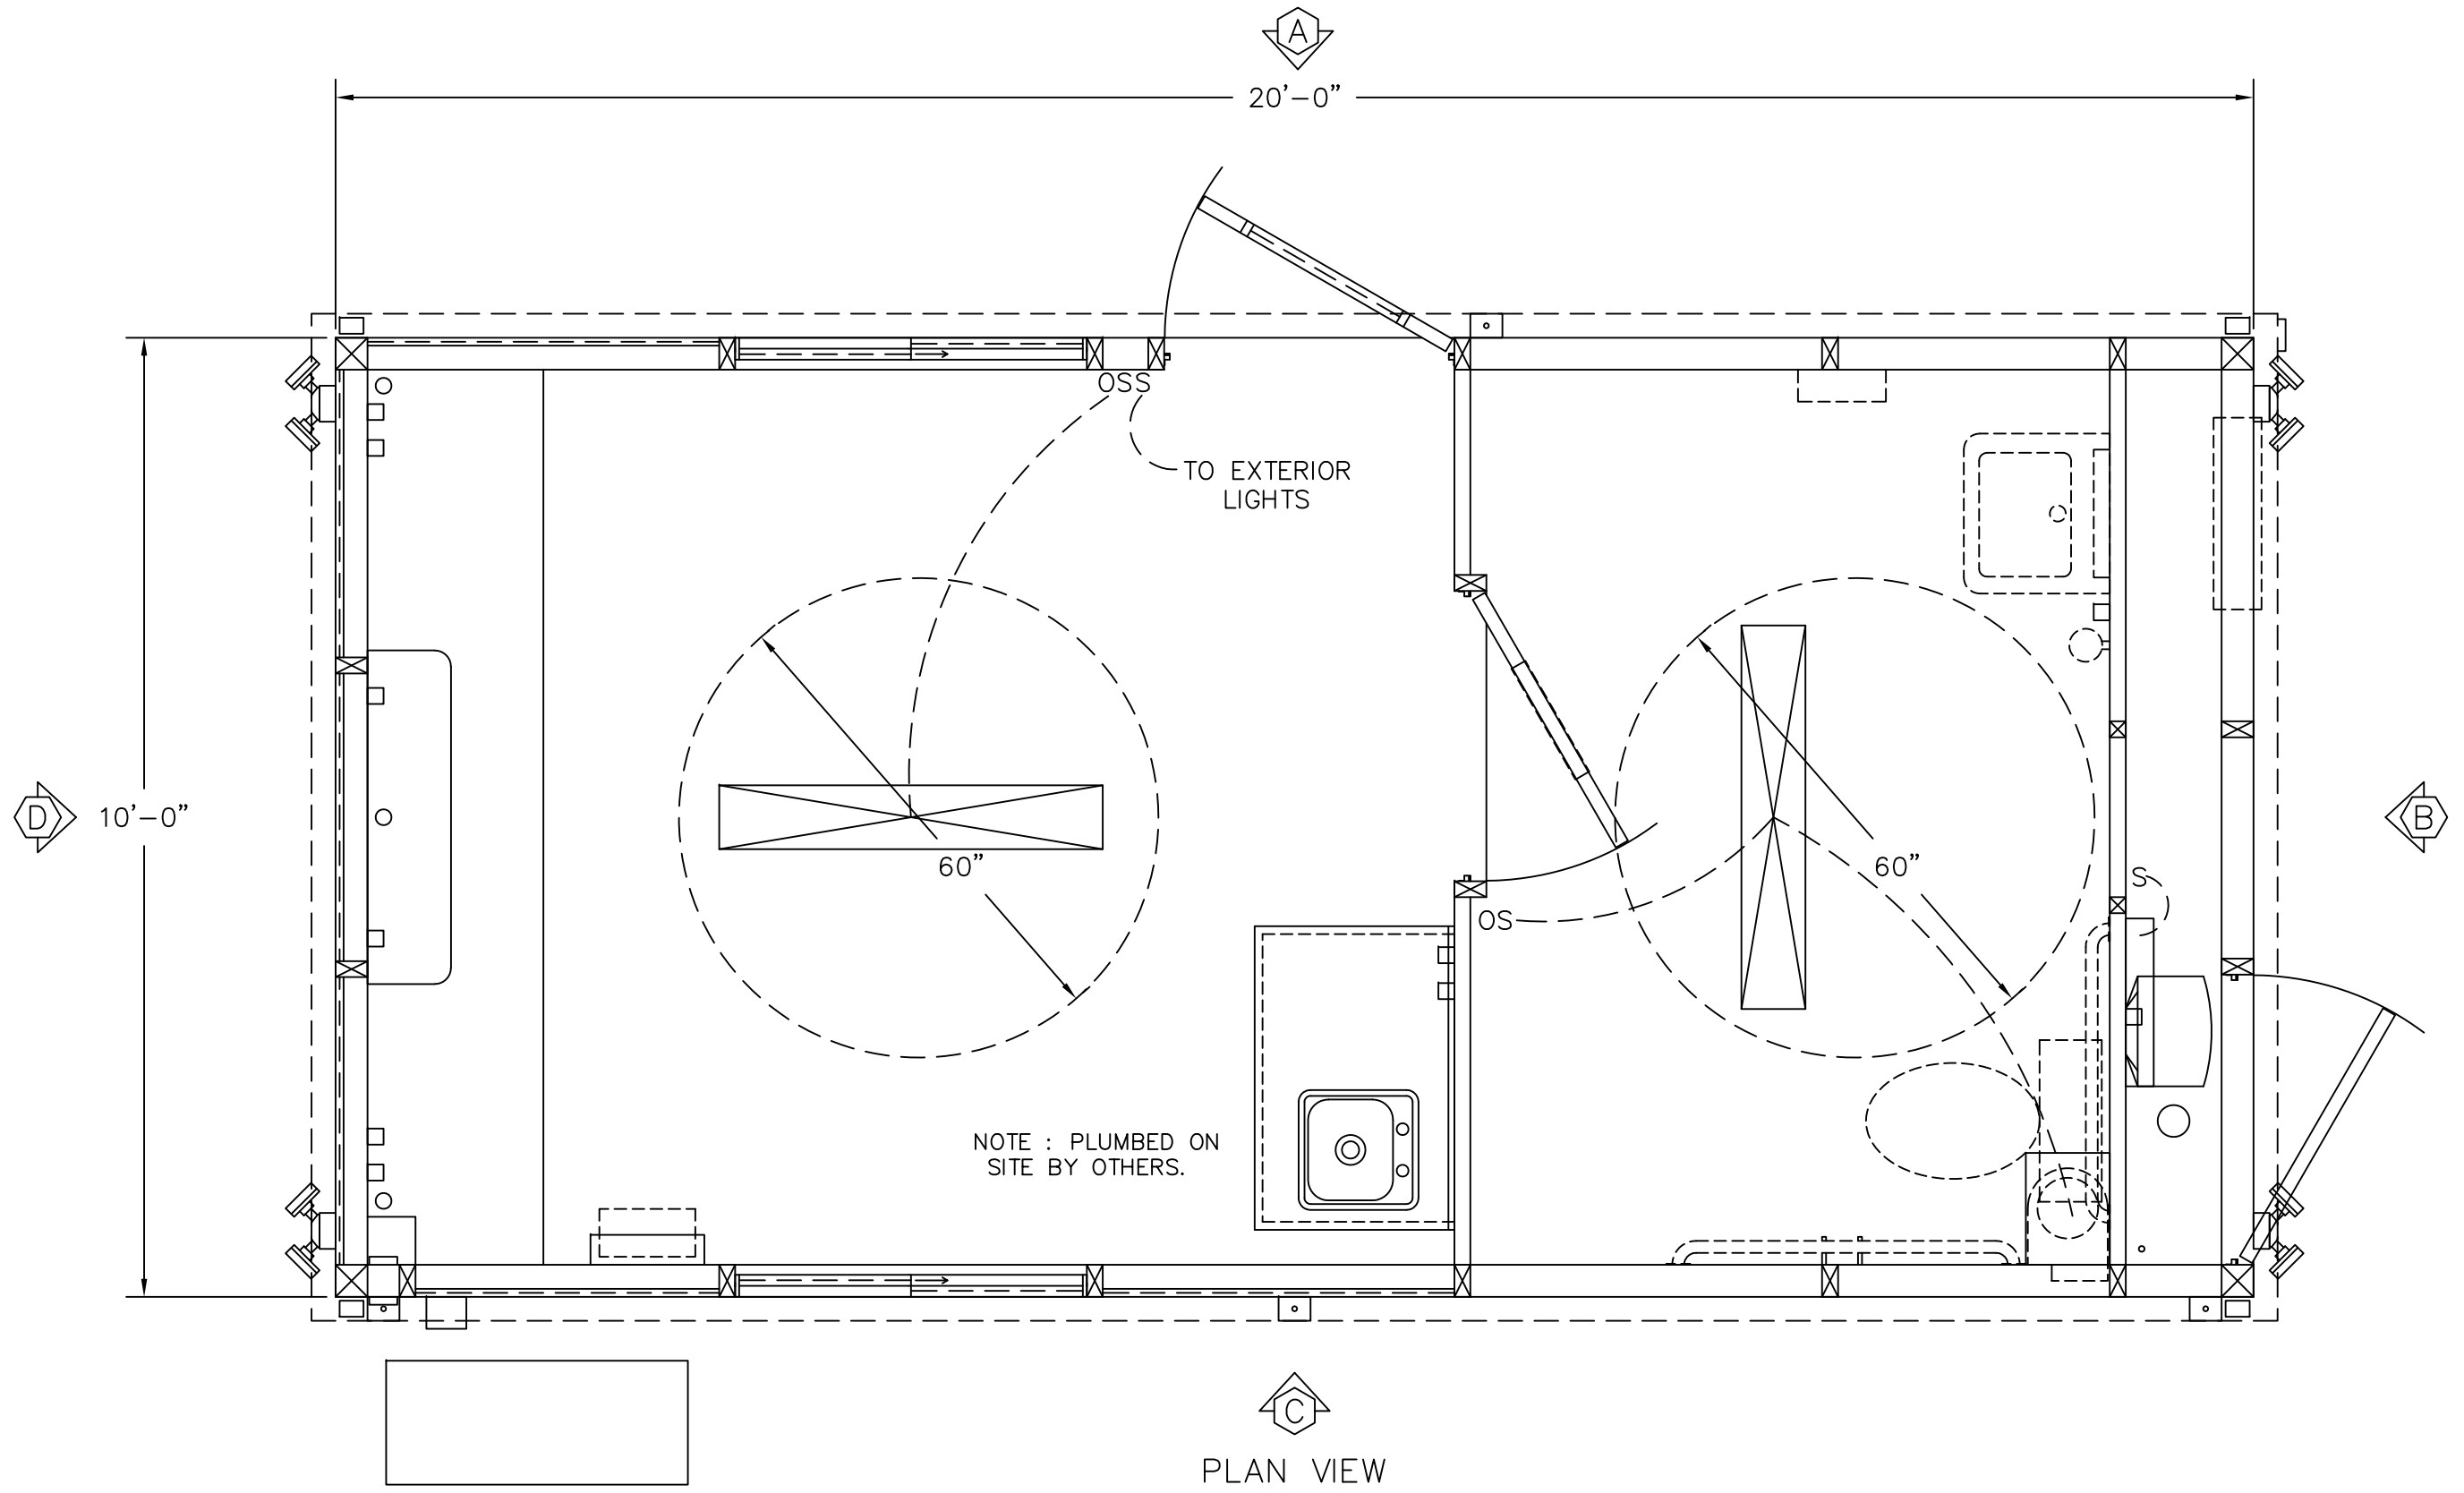 A
20'-0"
OSS
TO EXTERIOR
LIGHTS
D
10'-0"
B
60"
60"
S
OS
NOTE : PLUMBED ON
SITE BY OTHERS.
C
PLAN VIEW